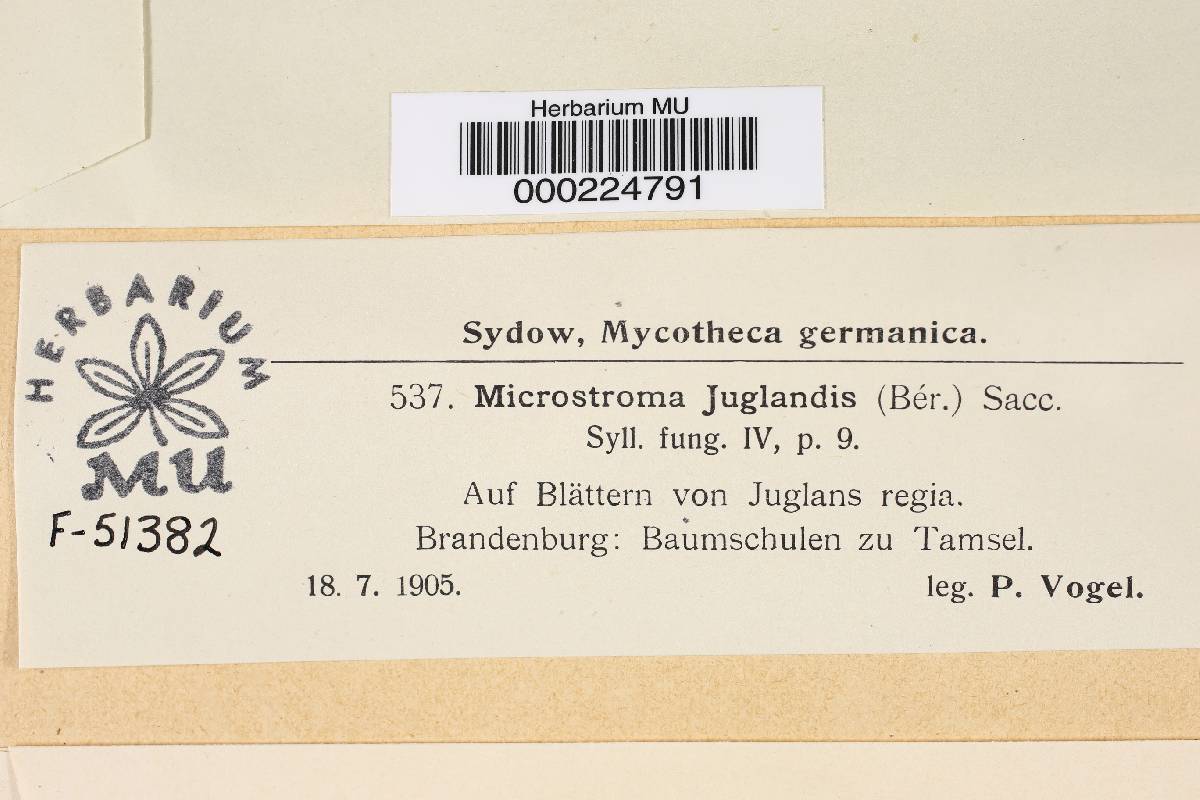 Herbarium MU
000224791
HERBARIUM
MU
F-51382
Sydow, Mycotheca germanica.
537. Microstroma Juglandis (Bér.) Sacc.
Syll. fung. IV, p. 9.
Auf Blättern von Juglans regia.
Brandenburg: Baumschulen zu Tamsel.
18. 7. 1905. leg. P. Vogel.